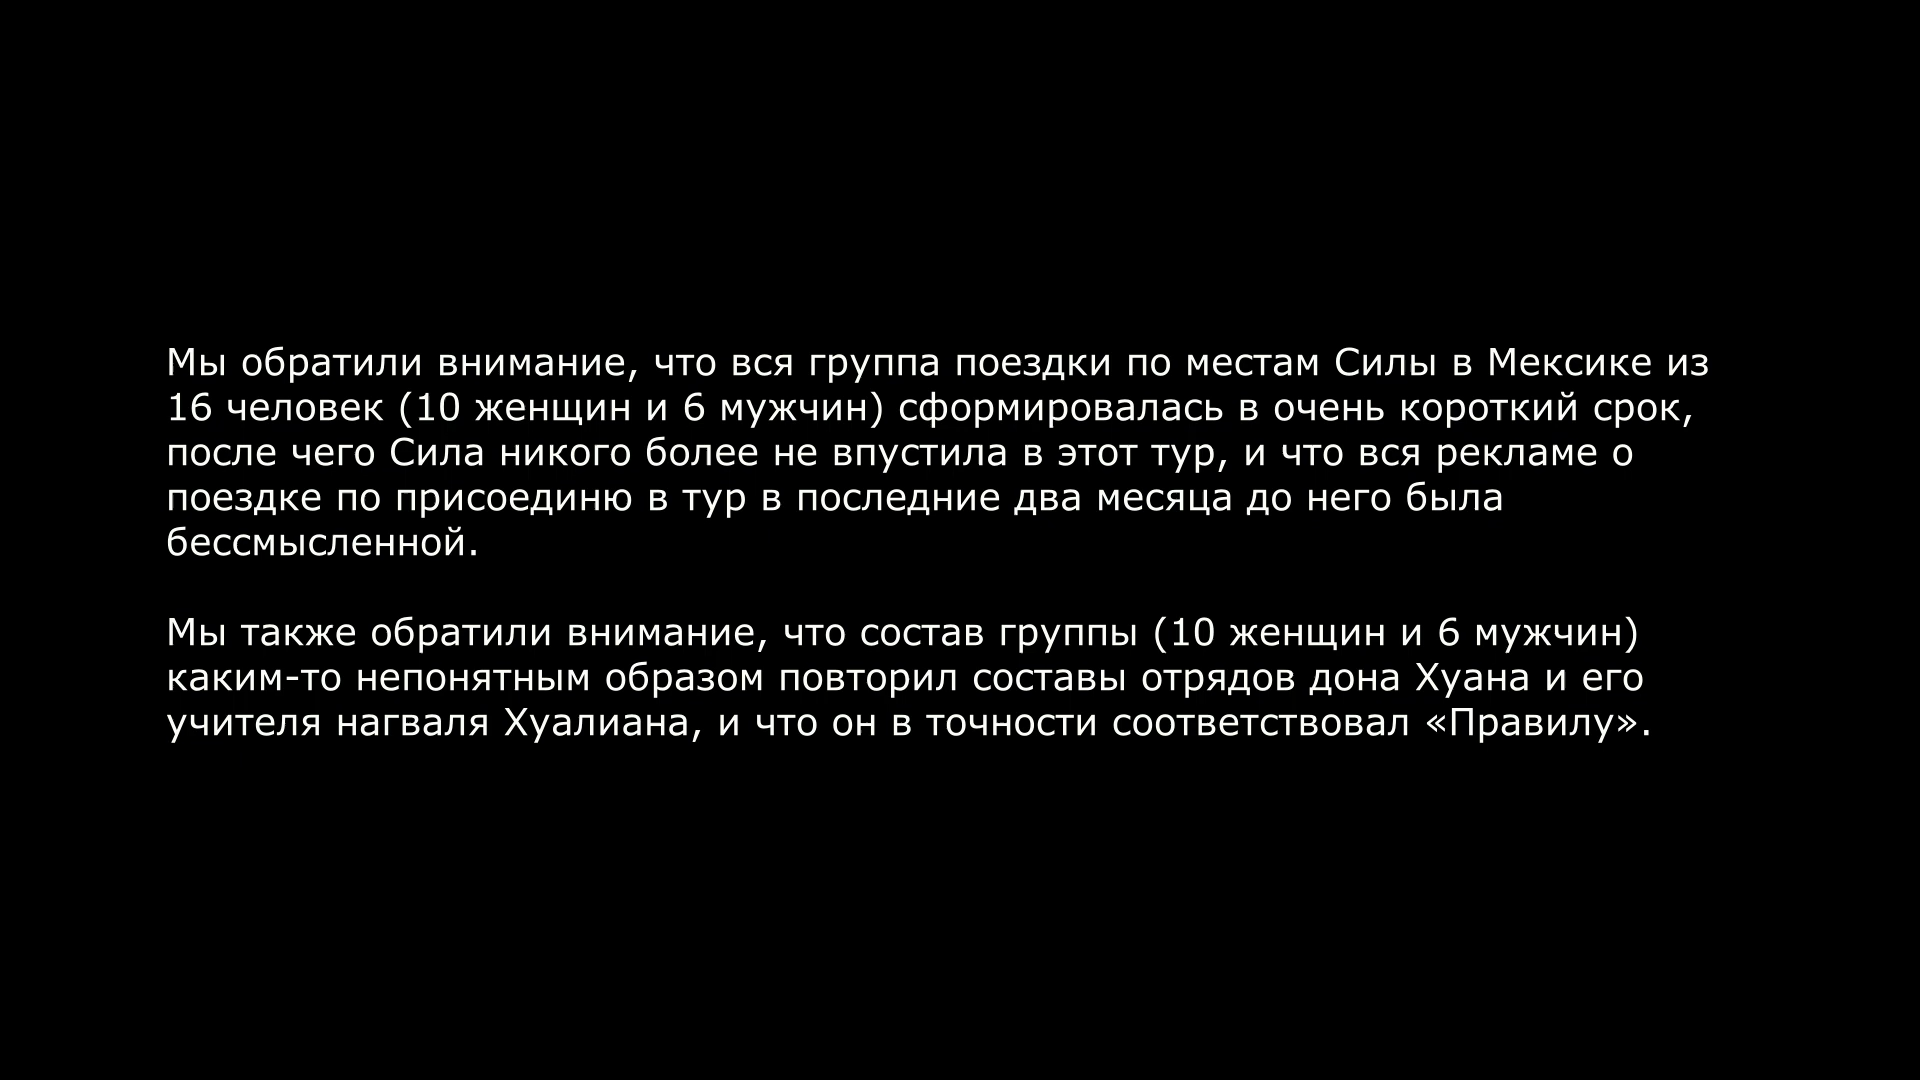 Мы обратили внимание, что вся группа поездки по местам Силы в Мексике из
16 человек (10 женщин и 6 мужчин) сформировалась в очень короткий срок,
после чего Сила никого более не впустила в этот тур, и что вся рекламе о
поездке по присоединю в тур в последние два месяца до него была
бессмысленной.
Мы также обратили внимание, что состав группы (10 женщин и 6 мужчин)
каким-то непонятным образом повторил составы отрядов дона Хуана и его
учителя нагваля Хуалиана, и что он в точности соответствовал «Правилу».